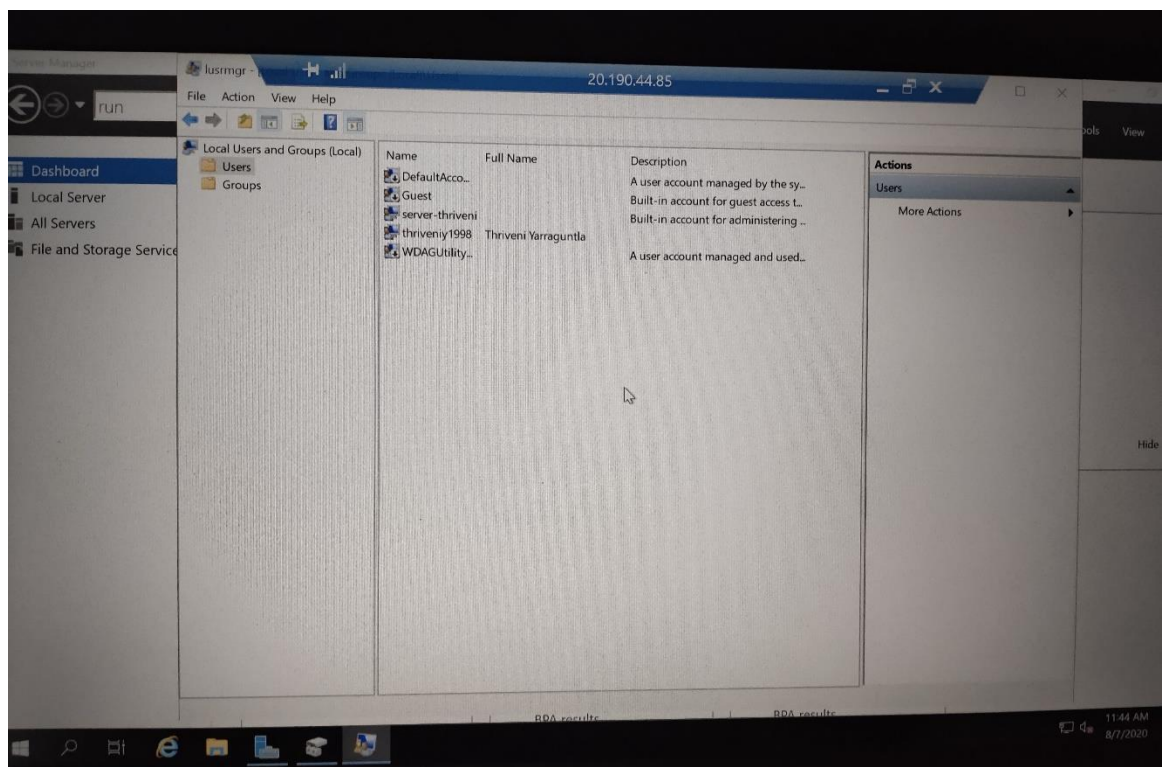 Server Manager
lusrmgr -
20.190.44.85
run
File Action View Help
ools View
Dashboard
Local Server
All Servers
File and Storage Service
Local Users and Groups (Local)
Users
Groups
Name Full Name Description
DefaultAcco... A user account managed by the sy...
Guest Built-in account for guest access t...
server-thriveni Built-in account for administering ...
thriveniy1998 Thriveni Yarraguntla
WDAGUtility... A user account managed and used...
Actions
Users
More Actions
Hide
BPA results BPA results
11:44 AM
8/7/2020